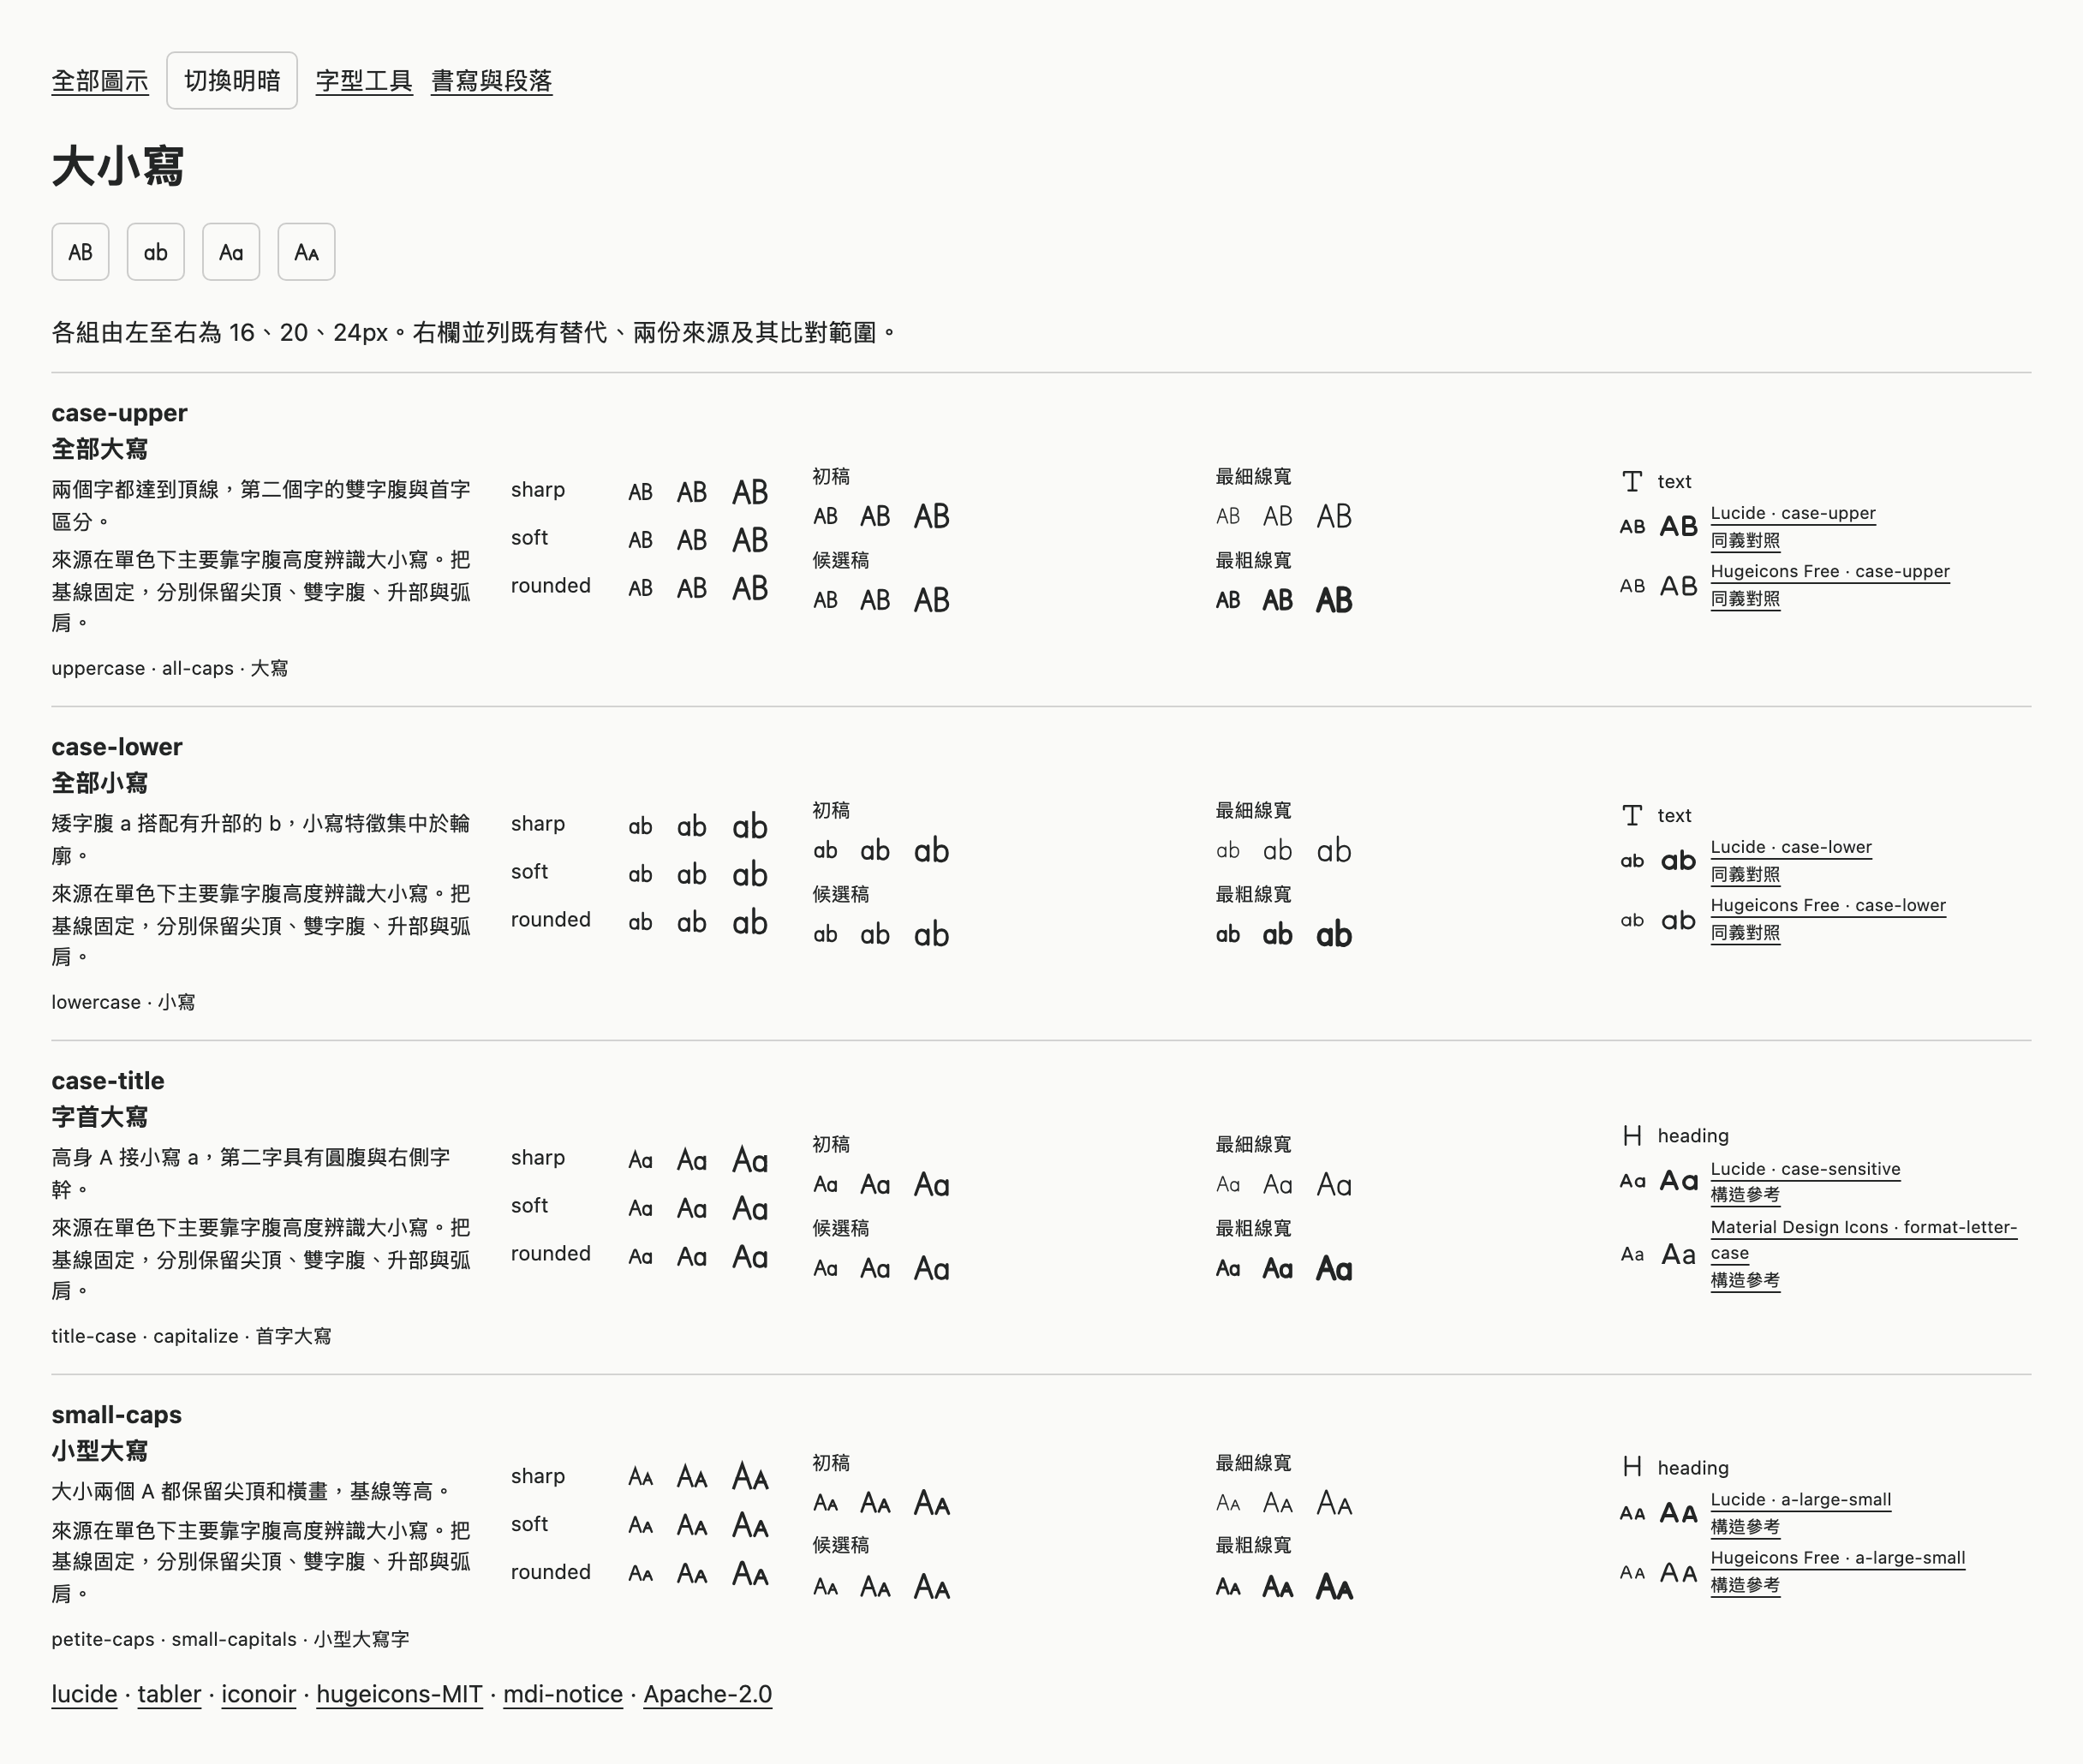 全部圖示 切換明暗 字型工具 書寫與段落
大小寫
AB ab Aa Aᴀ
各組由左至右為 16、20、24px。右欄並列既有替代、兩份來源及其比對範圍。
case-upper
全部大寫
兩個字都達到頂線，第二個字的雙字腹與首字
區分。
來源在單色下主要靠字腹高度辨識大小寫。把
基線固定，分別保留尖頂、雙字腹、升部與弧
肩。
uppercase · all-caps · 大寫
sharp AB AB AB
soft AB AB AB
rounded AB AB AB
初稿
AB AB AB
候選稿
AB AB AB
最細線寬
AB AB AB
最粗線寬
AB AB AB
T text
AB AB Lucide · case-upper
同義對照
AB AB Hugeicons Free · case-upper
同義對照
case-lower
全部小寫
矮字腹 a 搭配有升部的 b，小寫特徵集中於輪
廓。
來源在單色下主要靠字腹高度辨識大小寫。把
基線固定，分別保留尖頂、雙字腹、升部與弧
肩。
lowercase · 小寫
sharp ab ab ab
soft ab ab ab
rounded ab ab ab
初稿
ab ab ab
候選稿
ab ab ab
最細線寬
ab ab ab
最粗線寬
ab ab ab
T text
ab ab Lucide · case-lower
同義對照
ab ab Hugeicons Free · case-lower
同義對照
case-title
字首大寫
高身 A 接小寫 a，第二字具有圓腹與右側字
幹。
來源在單色下主要靠字腹高度辨識大小寫。把
基線固定，分別保留尖頂、雙字腹、升部與弧
肩。
title-case · capitalize · 首字大寫
sharp Aa Aa Aa
soft Aa Aa Aa
rounded Aa Aa Aa
初稿
Aa Aa Aa
候選稿
Aa Aa Aa
最細線寬
Aa Aa Aa
最粗線寬
Aa Aa Aa
H heading
Aa Aa Lucide · case-sensitive
構造參考
Aa Aa Material Design Icons · format-letter-
case
構造參考
small-caps
小型大寫
大小兩個 A 都保留尖頂和橫畫，基線等高。
來源在單色下主要靠字腹高度辨識大小寫。把
基線固定，分別保留尖頂、雙字腹、升部與弧
肩。
petite-caps · small-capitals · 小型大寫字
sharp Aᴀ Aᴀ Aᴀ
soft Aᴀ Aᴀ Aᴀ
rounded Aᴀ Aᴀ Aᴀ
初稿
Aᴀ Aᴀ Aᴀ
候選稿
Aᴀ Aᴀ Aᴀ
最細線寬
Aᴀ Aᴀ Aᴀ
最粗線寬
Aᴀ Aᴀ Aᴀ
H heading
Aᴀ Aᴀ Lucide · a-large-small
構造參考
Aᴀ Aᴀ Hugeicons Free · a-large-small
構造參考
lucide · tabler · iconoir · hugeicons-MIT · mdi-notice · Apache-2.0